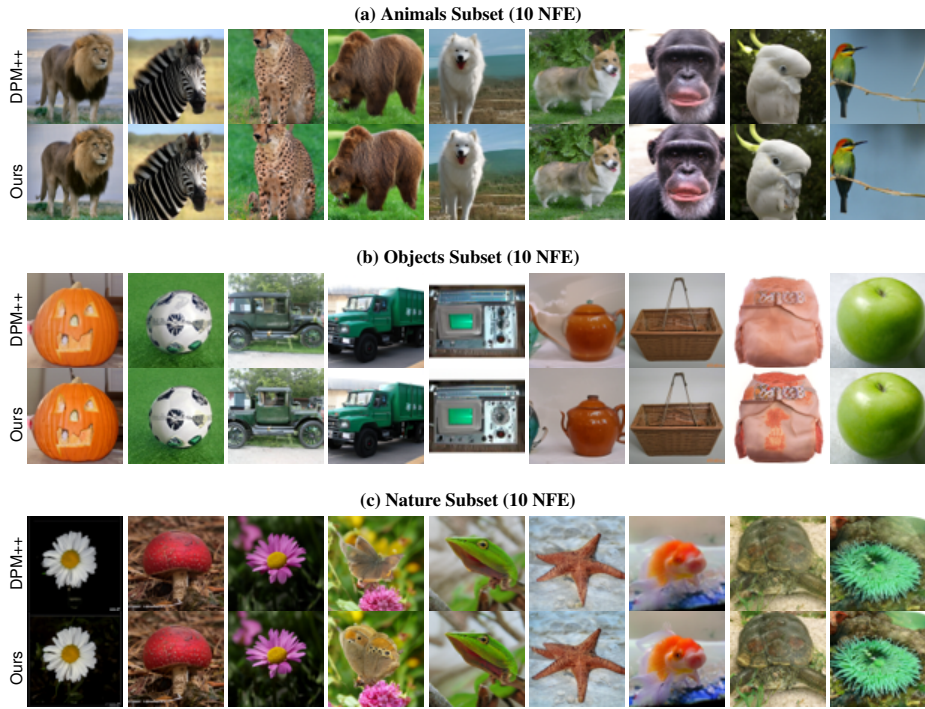 (a) Animals Subset (10 NFE)
DPM++
Ours
(b) Objects Subset (10 NFE)
DPM++
Ours
(c) Nature Subset (10 NFE)
DPM++
Ours